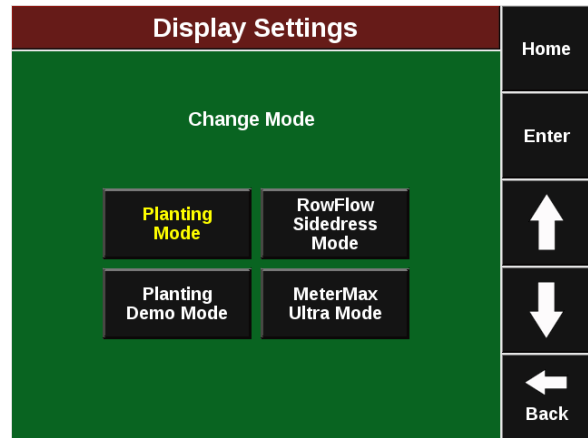 Display Settings
Home
Change Mode
Enter
Planting
Mode
RowFlow
Sidedress
Mode
Planting
Demo Mode
MeterMax
Ultra Mode
Back